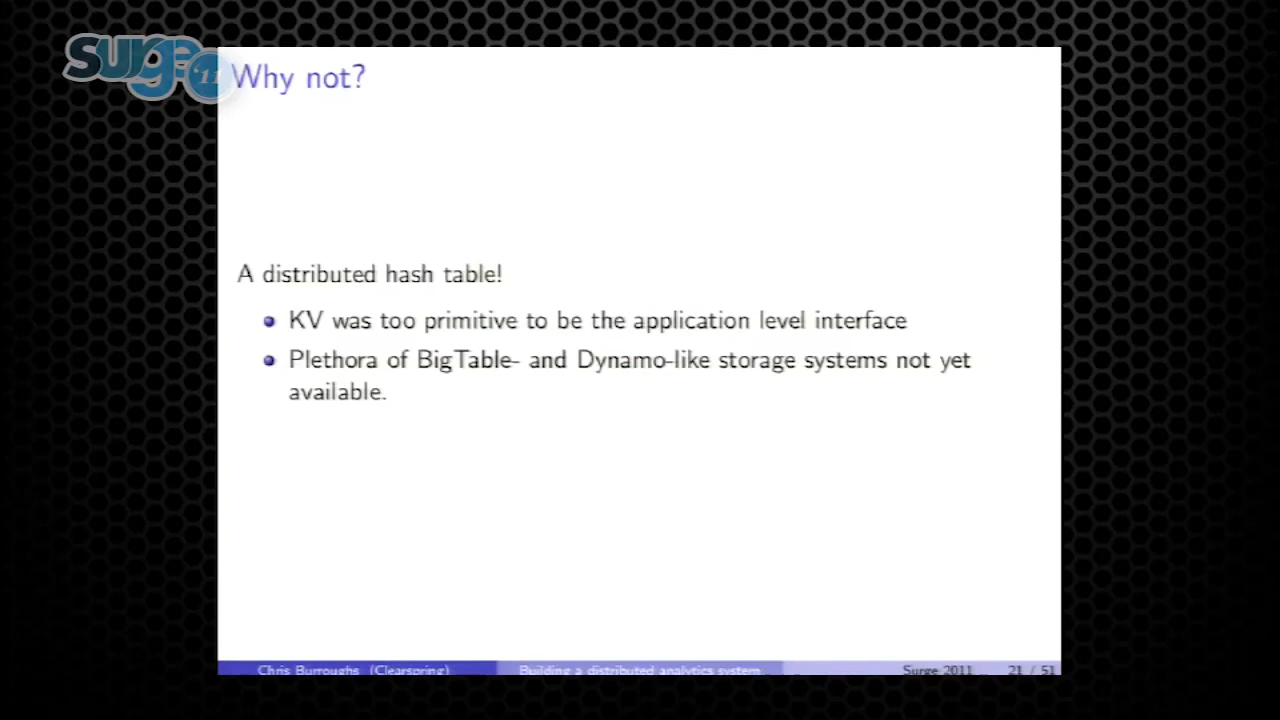 surge '11
Why not?
A distributed hash table!
KV was too primitive to be the application level interface
Plethora of BigTable- and Dynamo-like storage systems not yet
available.
Chris Burroughs (Clearspring) Building a distributed analytics system Surge 2011 21 / 51